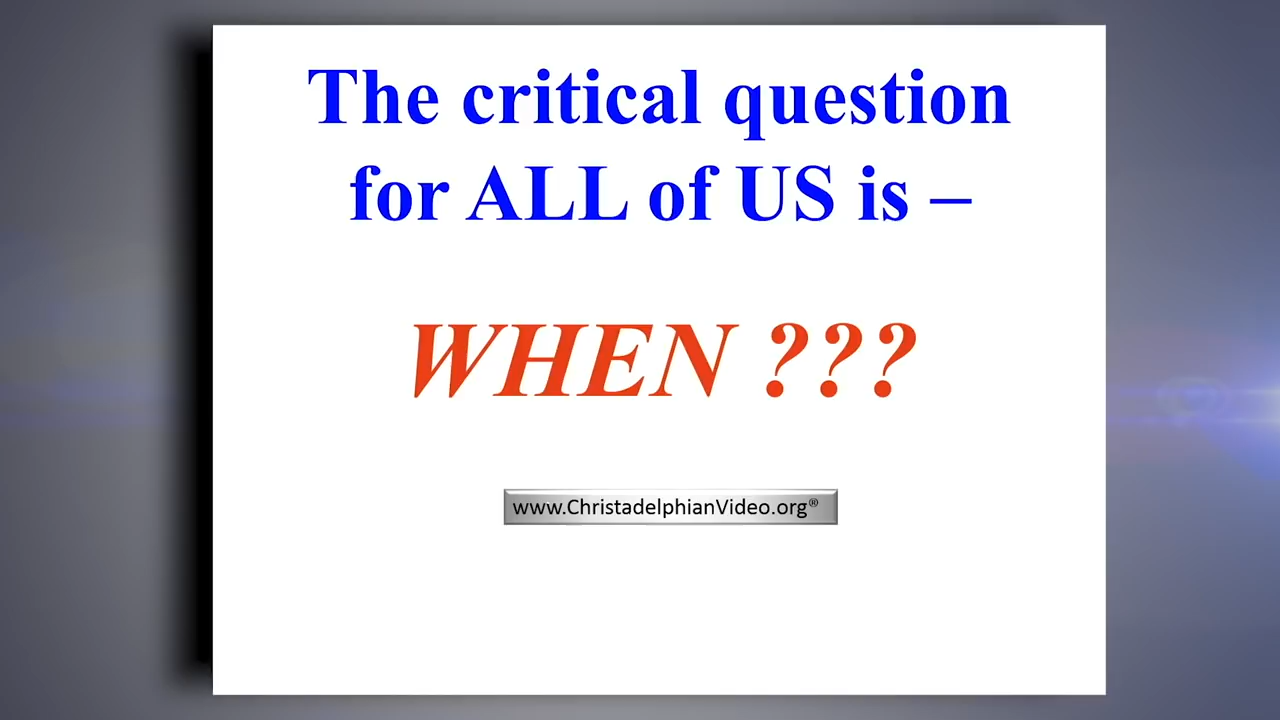 The critical question
for ALL of US is –
WHEN ???
www.ChristadelphianVideo.org®